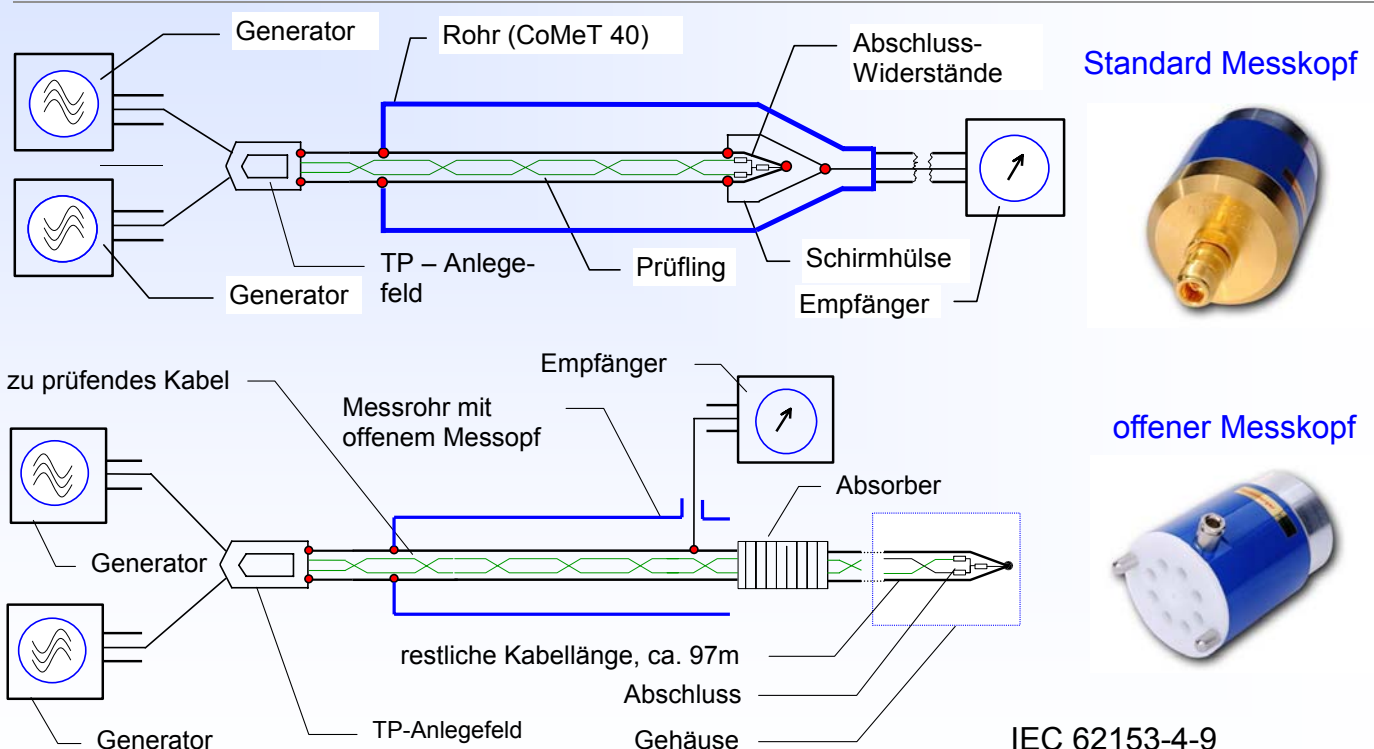 Generator
Rohr (CoMeT 40)
Abschluss-
Widerstände
Standard Messkopf
Generator
TP – Anlege-
feld
Prüfling
Schirmhülse
Empfänger
zu prüfendes Kabel
Empfänger
Messrohr mit
offenem Messopf
offener Messkopf
Absorber
Generator
restliche Kabellänge, ca. 97m
Abschluss
Generator
TP-Anlegefeld
Gehäuse
IEC 62153-4-9